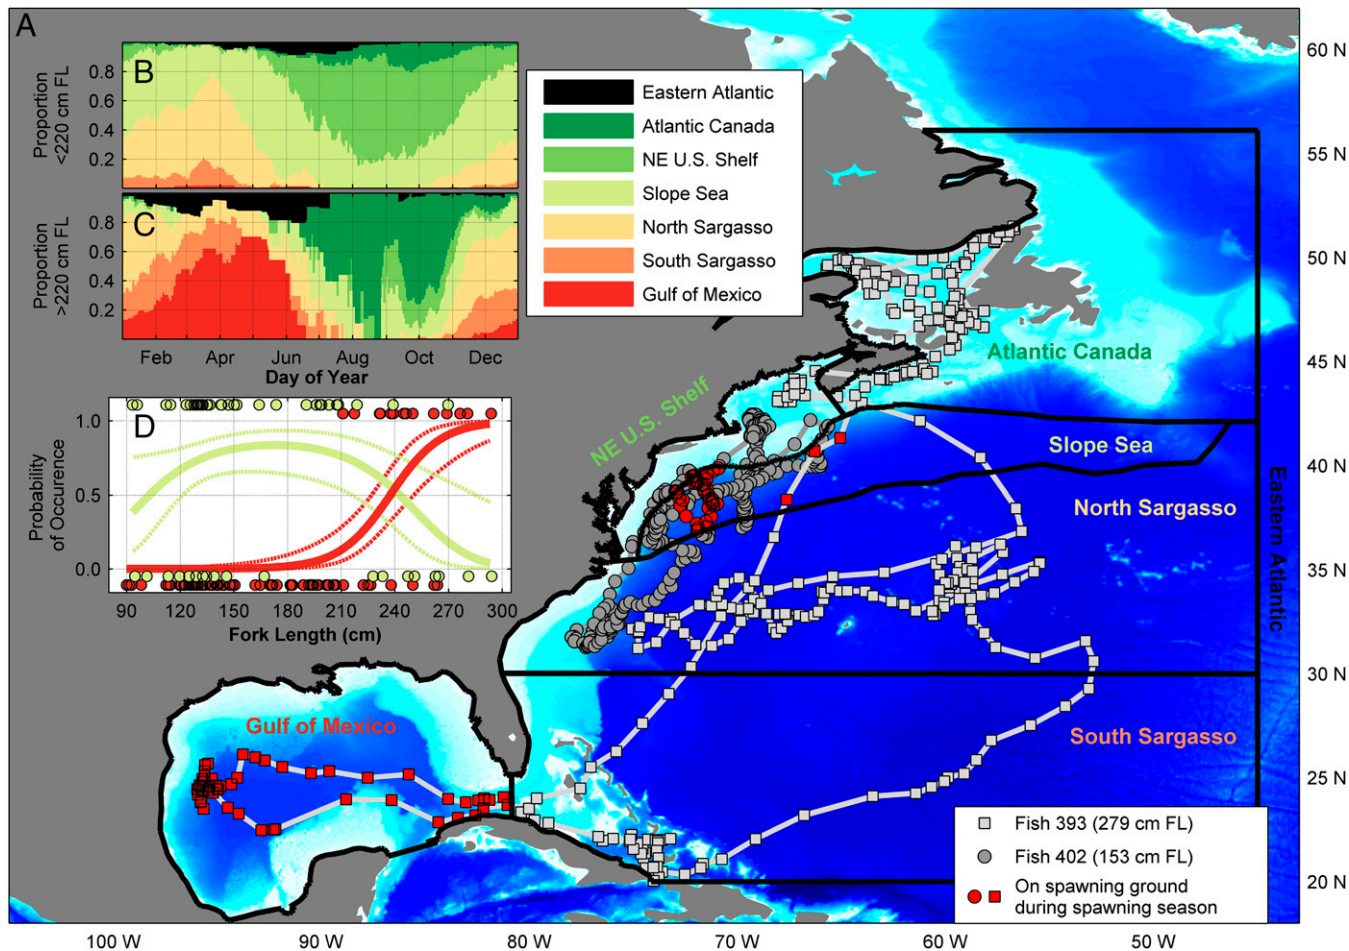 A
B
0.8
0.6
0.4
0.2
Proportion
<220 cm FL
C
0.8
0.6
0.4
0.2
Proportion
>220 cm FL
Feb Apr Jun Aug Oct Dec
Day of Year
Eastern Atlantic
Atlantic Canada
NE U.S. Shelf
Slope Sea
North Sargasso
South Sargasso
Gulf of Mexico
D
1.0
0.5
0.0
Probability
of Occurrence
90 120 150 180 210 240 270 300
Fork Length (cm)
NE U.S. Shelf
Atlantic Canada
Slope Sea
North Sargasso
Eastern Atlantic
South Sargasso
Gulf of Mexico
Fish 393 (279 cm FL)
Fish 402 (153 cm FL)
On spawning ground
during spawning season
60 N
55 N
50 N
45 N
40 N
35 N
30 N
25 N
20 N
100 W 90 W 80 W 70 W 60 W 50 W